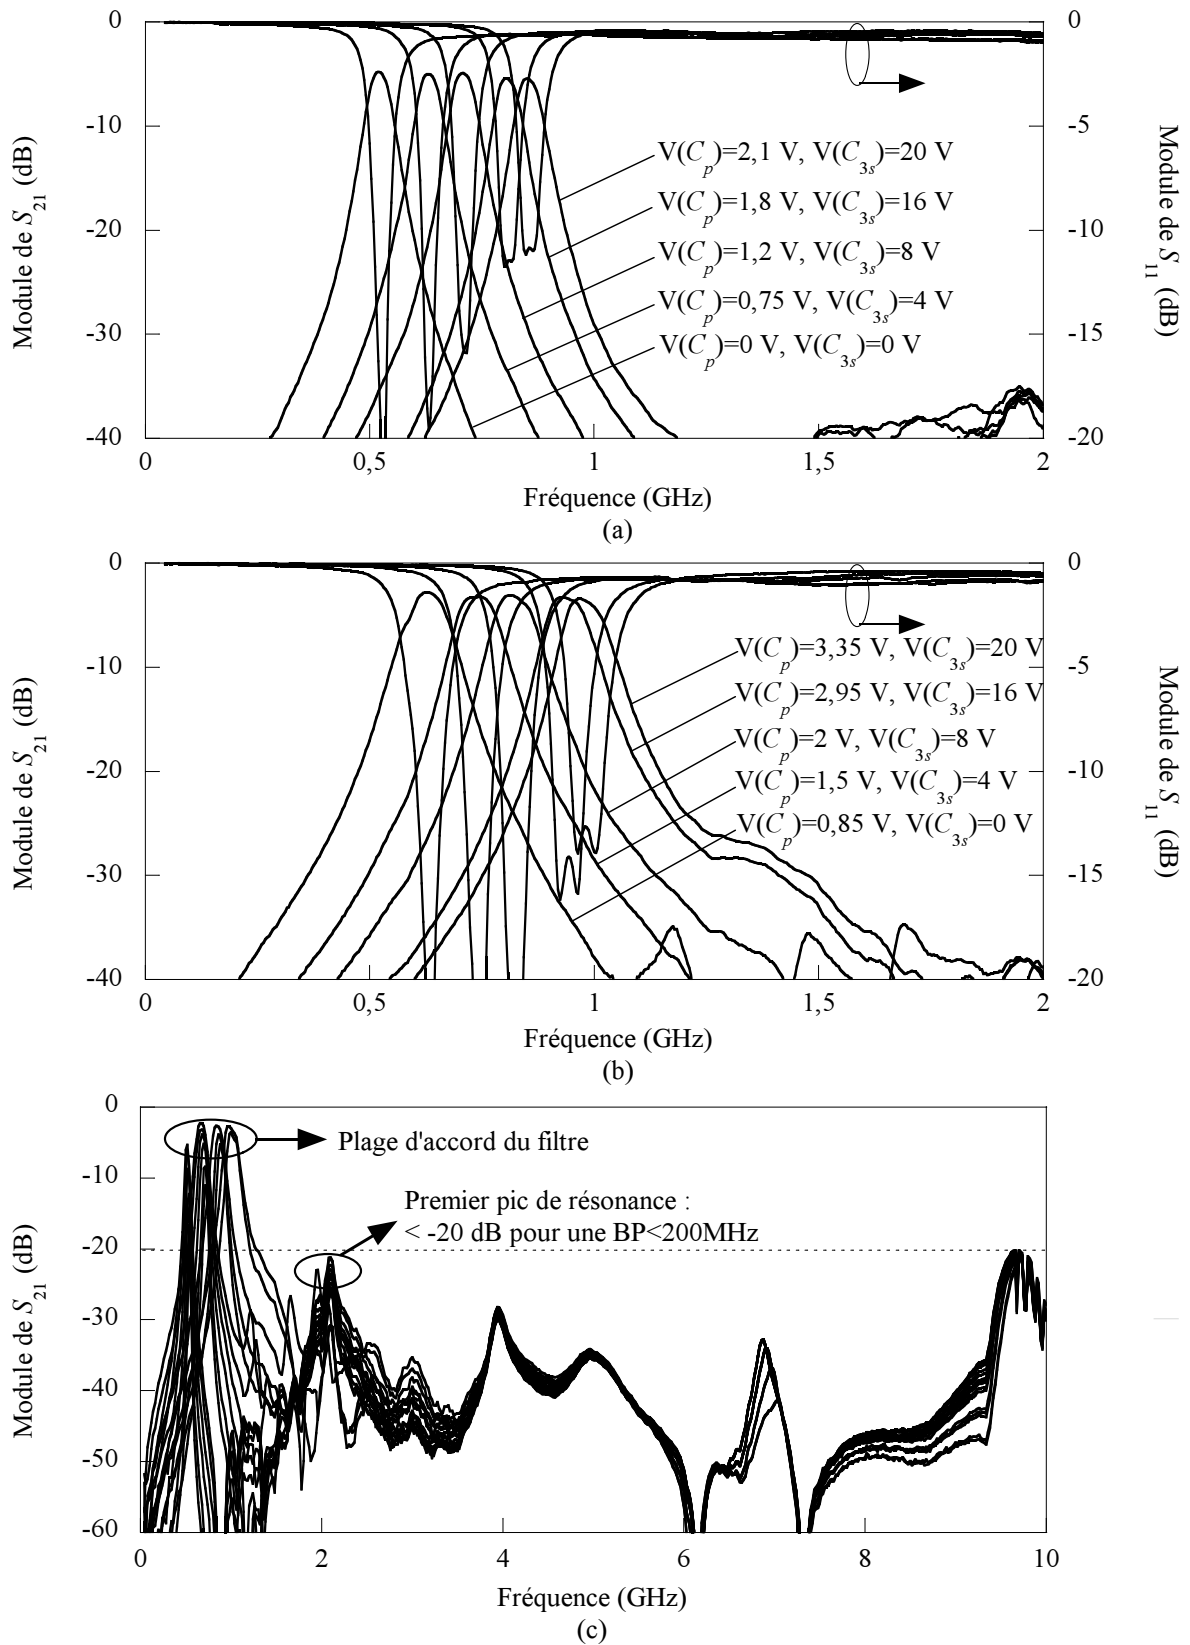 0
-10
-20
-30
-40
Module de S21 (dB)
0
-5
-10
-15
-20
Module de S11 (dB)
V(Cp)=2,1 V, V(C3s)=20 V
V(Cp)=1,8 V, V(C3s)=16 V
V(Cp)=1,2 V, V(C3s)=8 V
V(Cp)=0,75 V, V(C3s)=4 V
V(Cp)=0 V, V(C3s)=0 V
0 0,5 1 1,5 2
Fréquence (GHz)
(a)
0
-10
-20
-30
-40
Module de S21 (dB)
0
-5
-10
-15
-20
Module de S11 (dB)
V(Cp)=3,35 V, V(C3s)=20 V
V(Cp)=2,95 V, V(C3s)=16 V
V(Cp)=2 V, V(C3s)=8 V
V(Cp)=1,5 V, V(C3s)=4 V
V(Cp)=0,85 V, V(C3s)=0 V
0 0,5 1 1,5 2
Fréquence (GHz)
(b)
0
-10
-20
-30
-40
-50
-60
Module de S21 (dB)
Plage d'accord du filtre
Premier pic de résonance :
< -20 dB pour une BP<200MHz
0 2 4 6 8 10
Fréquence (GHz)
(c)